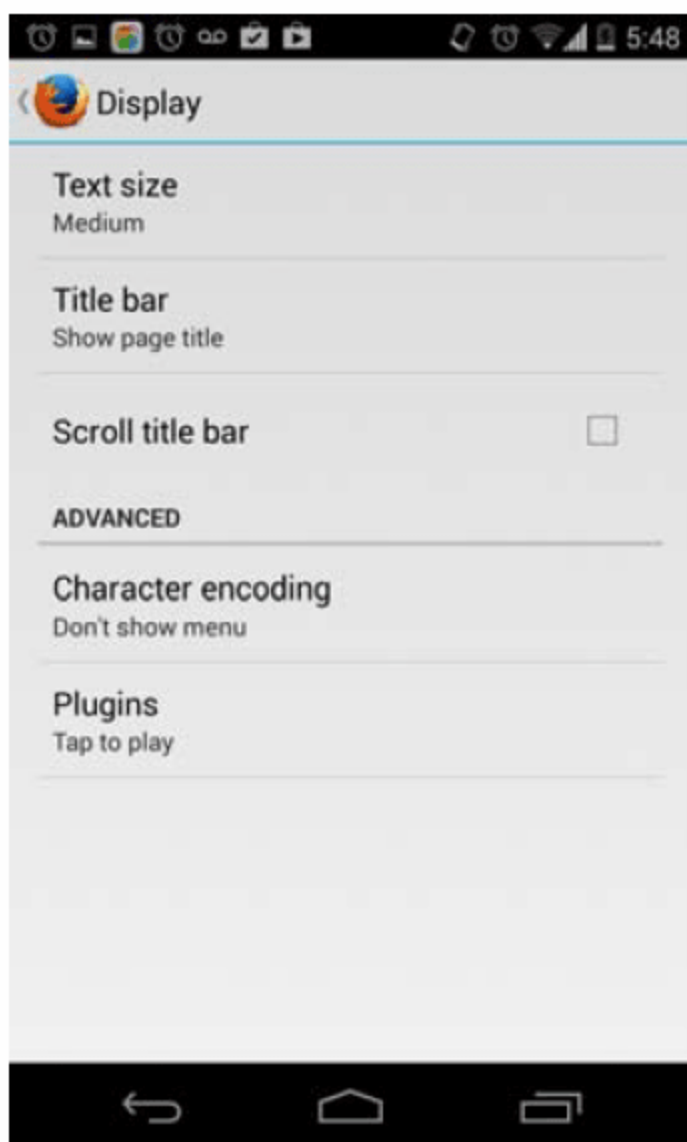 5:48
Display
Text size
Medium
Title bar
Show page title
Scroll title bar
ADVANCED
Character encoding
Don't show menu
Plugins
Tap to play